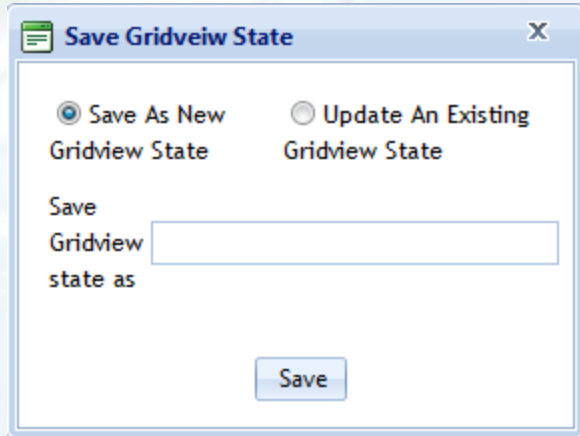 Save Gridveiw State
X
Save As New Update An Existing
Gridview State Gridview State
Save
Gridview
state as
Save